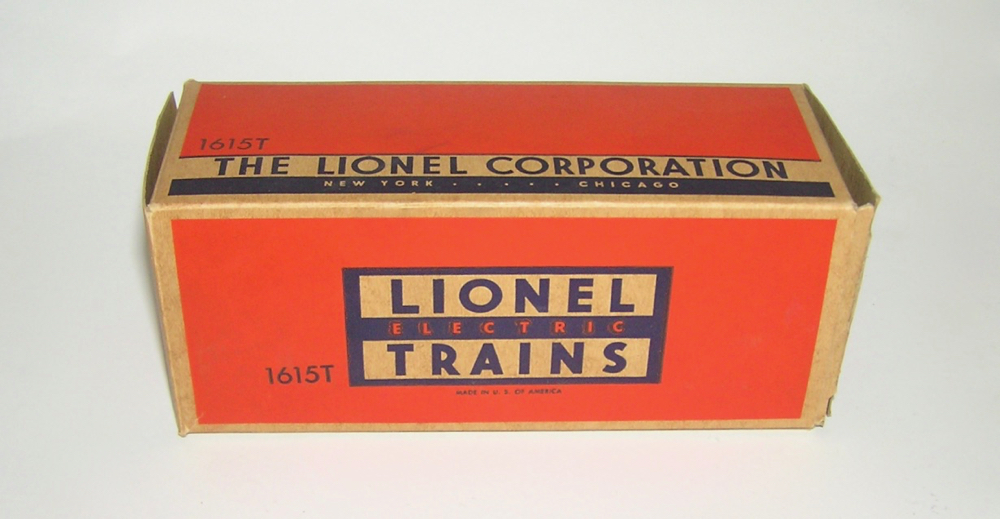 1615T
THE LIONEL CORPORATION
NEW YORK . . . . . CHICAGO
LIONEL
ELECTRIC
TRAINS
1615T
MADE IN U. S. OF AMERICA